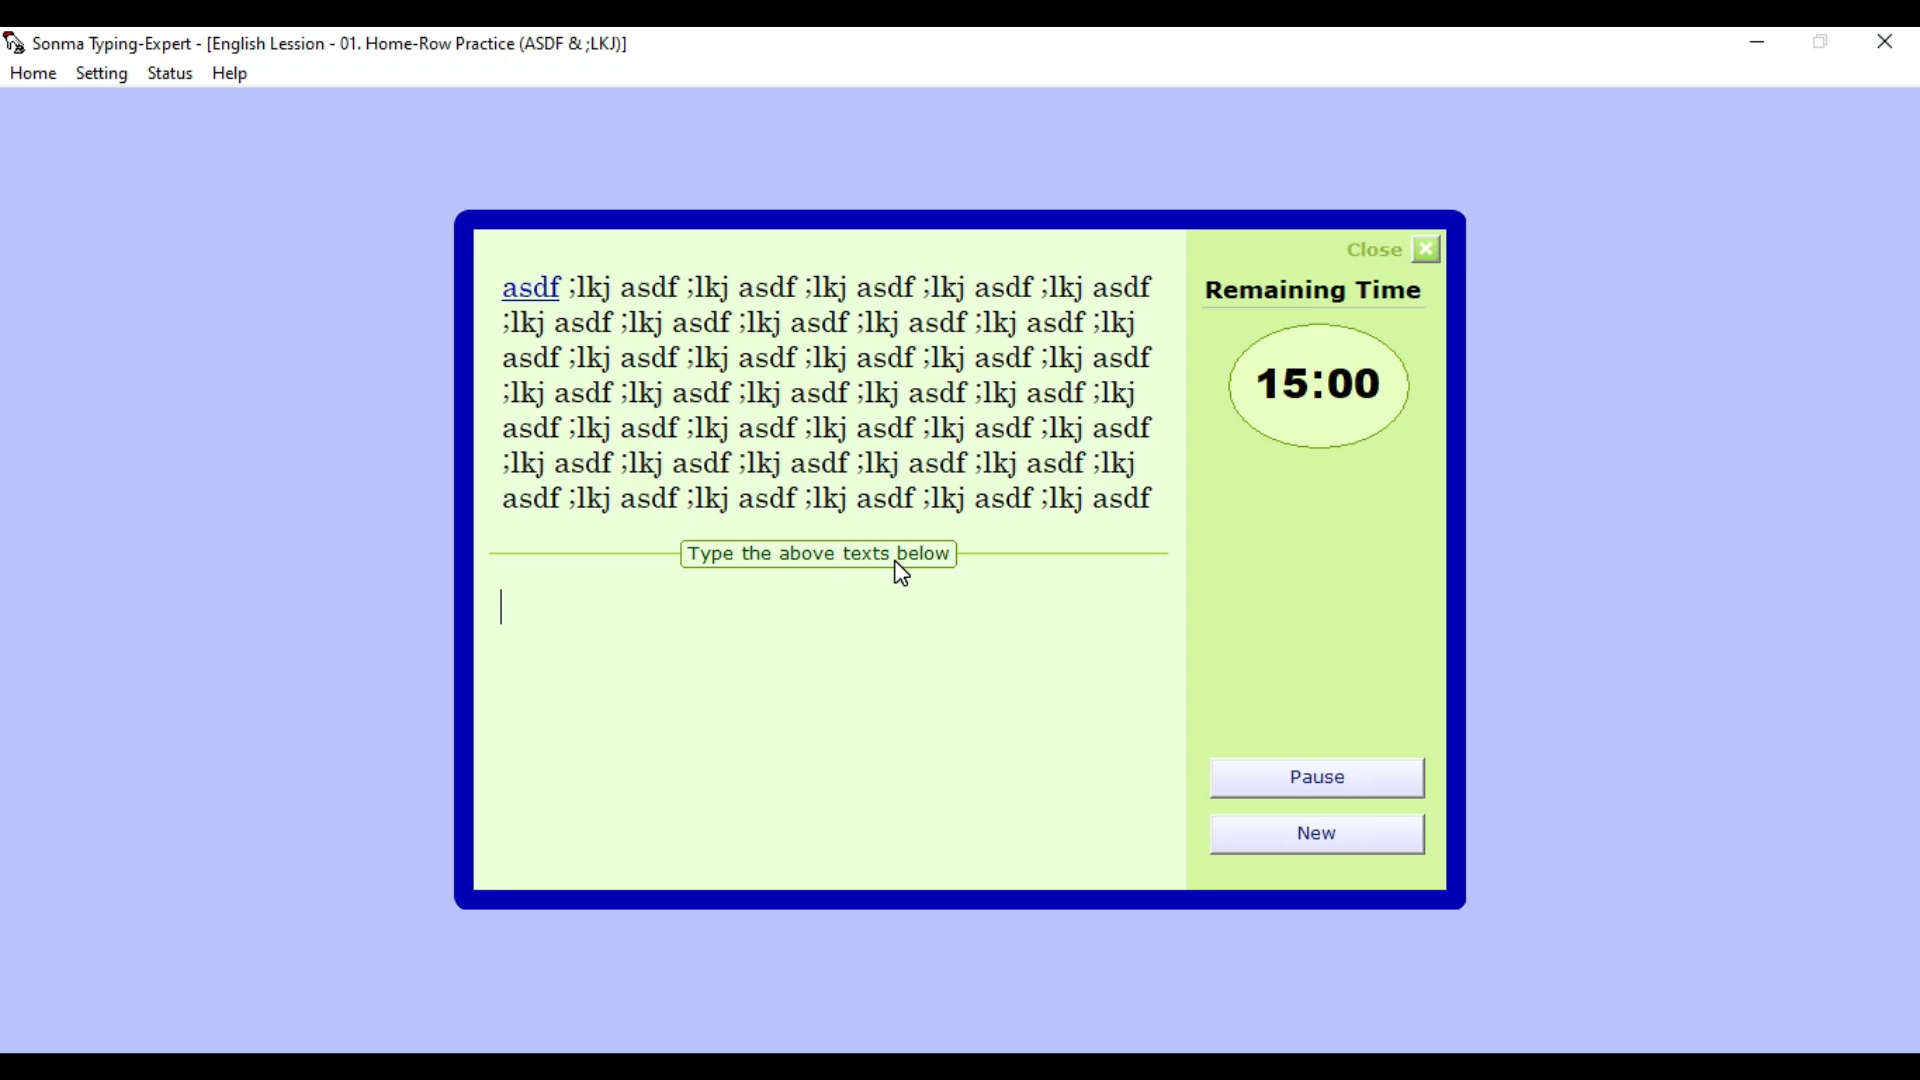 Sonma Typing-Expert - [English Lession - 01. Home-Row Practice (ASDF & ;LKJ)]
Home Setting Status Help
Close
asdf ;lkj asdf ;lkj asdf ;lkj asdf ;lkj asdf ;lkj asdf
;lkj asdf ;lkj asdf ;lkj asdf ;lkj asdf ;lkj asdf ;lkj
asdf ;lkj asdf ;lkj asdf ;lkj asdf ;lkj asdf ;lkj asdf
;lkj asdf ;lkj asdf ;lkj asdf ;lkj asdf ;lkj asdf ;lkj
asdf ;lkj asdf ;lkj asdf ;lkj asdf ;lkj asdf ;lkj asdf
;lkj asdf ;lkj asdf ;lkj asdf ;lkj asdf ;lkj asdf ;lkj
asdf ;lkj asdf ;lkj asdf ;lkj asdf ;lkj asdf ;lkj asdf
Type the above texts below
Remaining Time
15:00
Pause
New